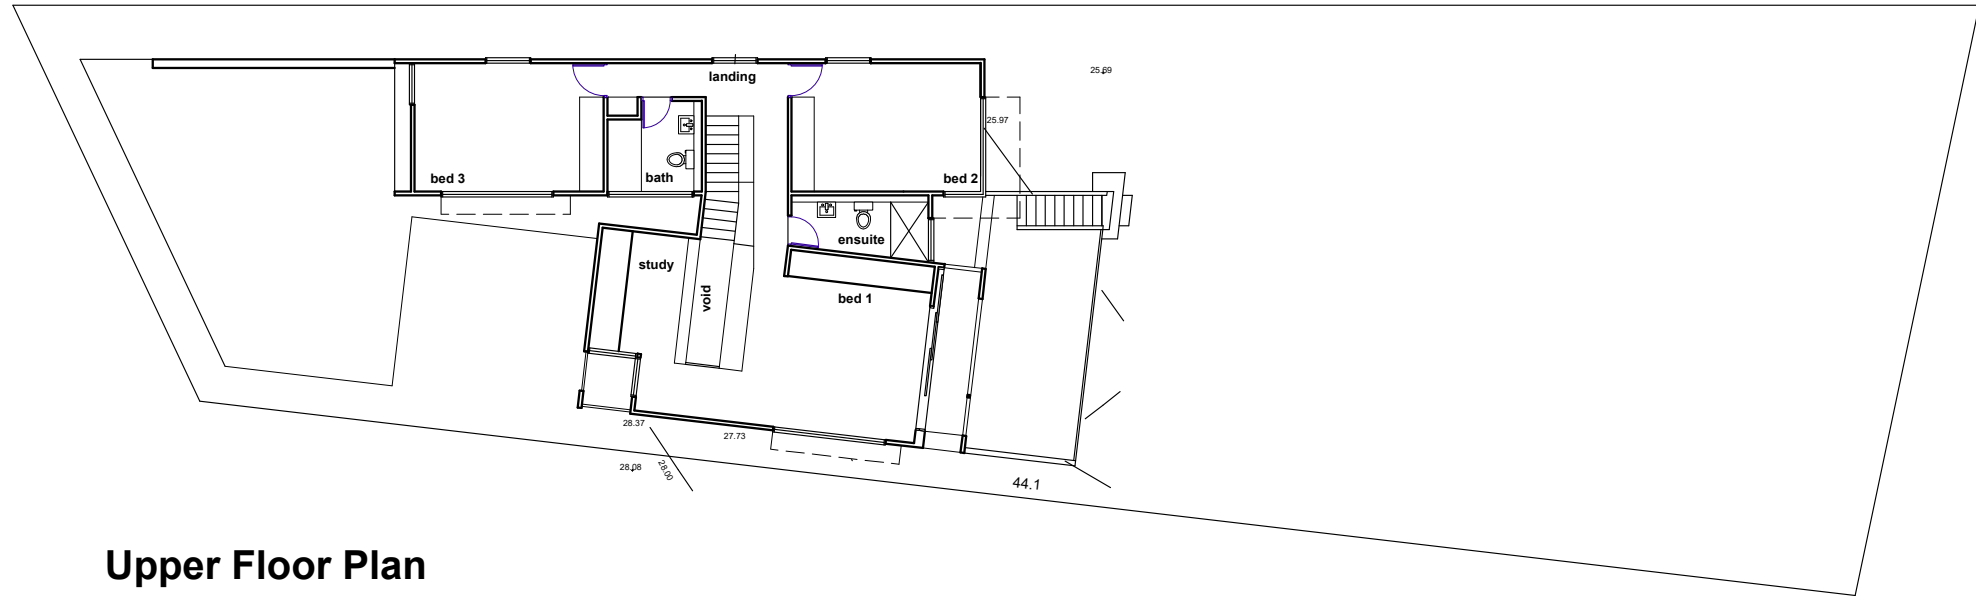 landing
25.69
25.97
bed 3
bath
bed 2
ensuite
study
void
bed 1
28.37
27.73
28.08
28.00
44.1
Upper Floor Plan